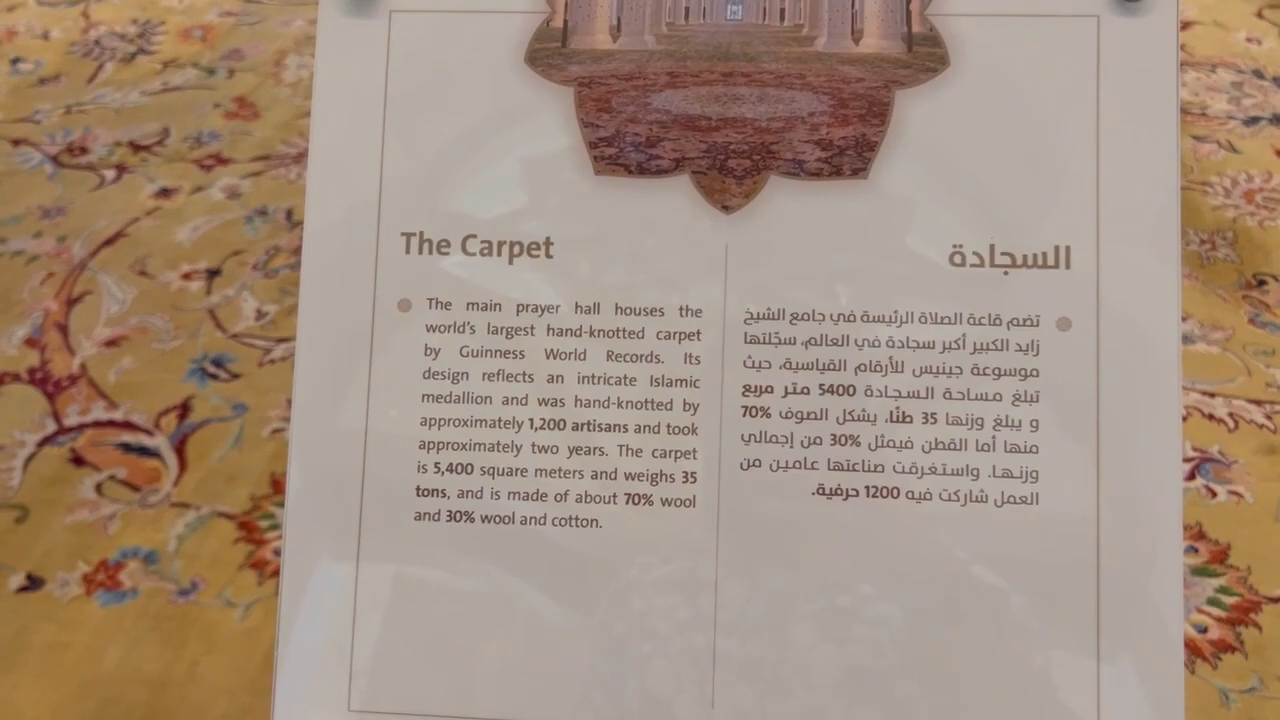 The Carpet
The main prayer hall houses the
world's largest hand-knotted carpet
by Guinness World Records. Its
design reflects an intricate Islamic
medallion and was hand-knotted by
approximately 1,200 artisans and took
approximately two years. The carpet
is 5,400 square meters and weighs 35
tons, and is made of about 70% wool
and 30% wool and cotton.
السجادة
تضم قاعة الصلاة الرئيسة في جامع الشيخ
زايد الكبير أكبر سجادة في العالم، سجّلتها
موسوعة جينيس للأرقام القياسية، حيث
تبلغ مساحة السجادة 5400 متر مربع
و يبلغ وزنها 35 طنًا، يشكل الصوف 70%
منها أما القطن فيمثل 30% من إجمالي
وزنها. واستغرقت صناعتها عامين من
العمل شاركت فيه 1200 حرفية.